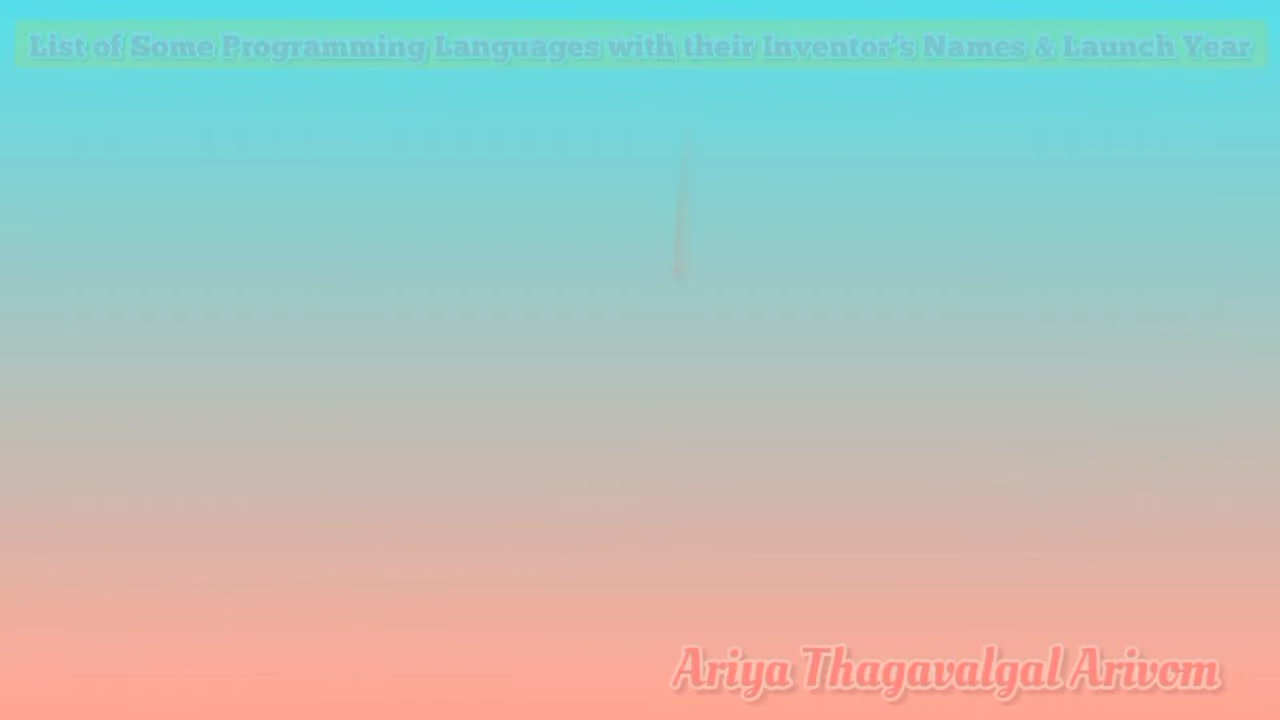 List of Some Programming Languages with their Inventor's Names & Launch Year
Ariya Thagavalgal Arivom